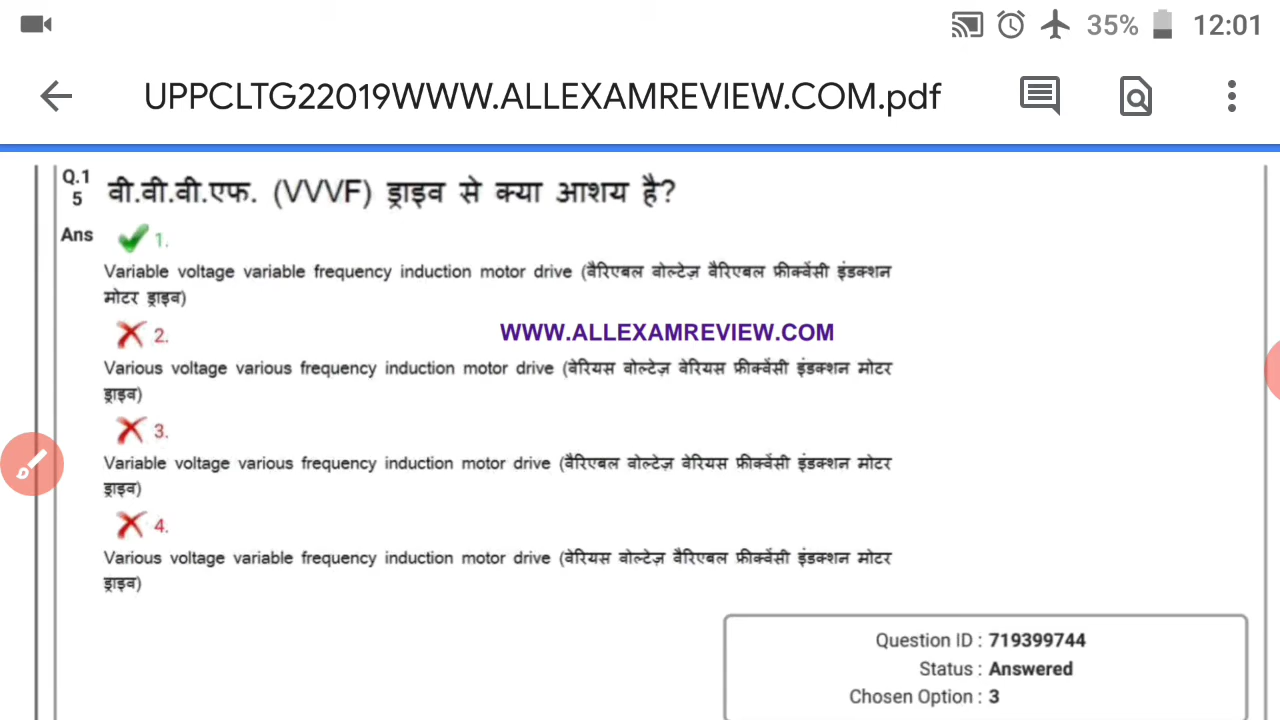 35% 12:01
UPPCLTG22019WWW.ALLEXAMREVIEW.COM.pdf
Q.1
5 वी.वी.वी.एफ. (VVVF) ड्राइव से क्या आशय है?
Ans 1.
Variable voltage variable frequency induction motor drive (वैरिएबल वोल्टेज़ वैरिएबल फ्रीक्वेंसी इंडक्शन
मोटर ड्राइव)
2.
WWW.ALLEXAMREVIEW.COM
Various voltage various frequency induction motor drive (वेरियस वोल्टेज़ वेरियस फ्रीक्वेंसी इंडक्शन मोटर
ड्राइव)
3.
Variable voltage various frequency induction motor drive (वैरिएबल वोल्टेज़ वेरियस फ्रीक्वेंसी इंडक्शन मोटर
ड्राइव)
4.
Various voltage variable frequency induction motor drive (वेरियस वोल्टेज़ वैरिएबल फ्रीक्वेंसी इंडक्शन मोटर
ड्राइव)
Question ID : 719399744
Status : Answered
Chosen Option : 3